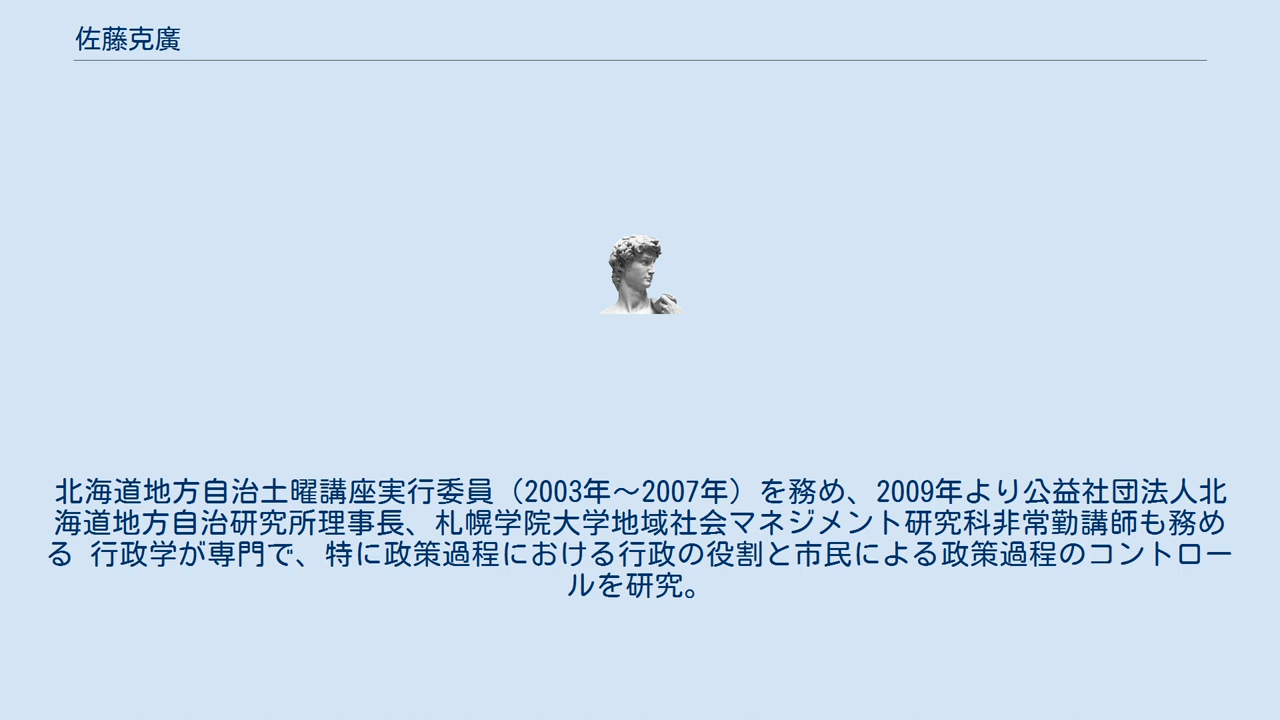 佐藤克廣
北海道地方自治土曜講座実行委員（2003年～2007年）を務め、2009年より公益社団法人北
海道地方自治研究所理事長、札幌学院大学地域社会マネジメント研究科非常勤講師も務め
る 行政学が専門で、特に政策過程における行政の役割と市民による政策過程のコントロー
ルを研究。